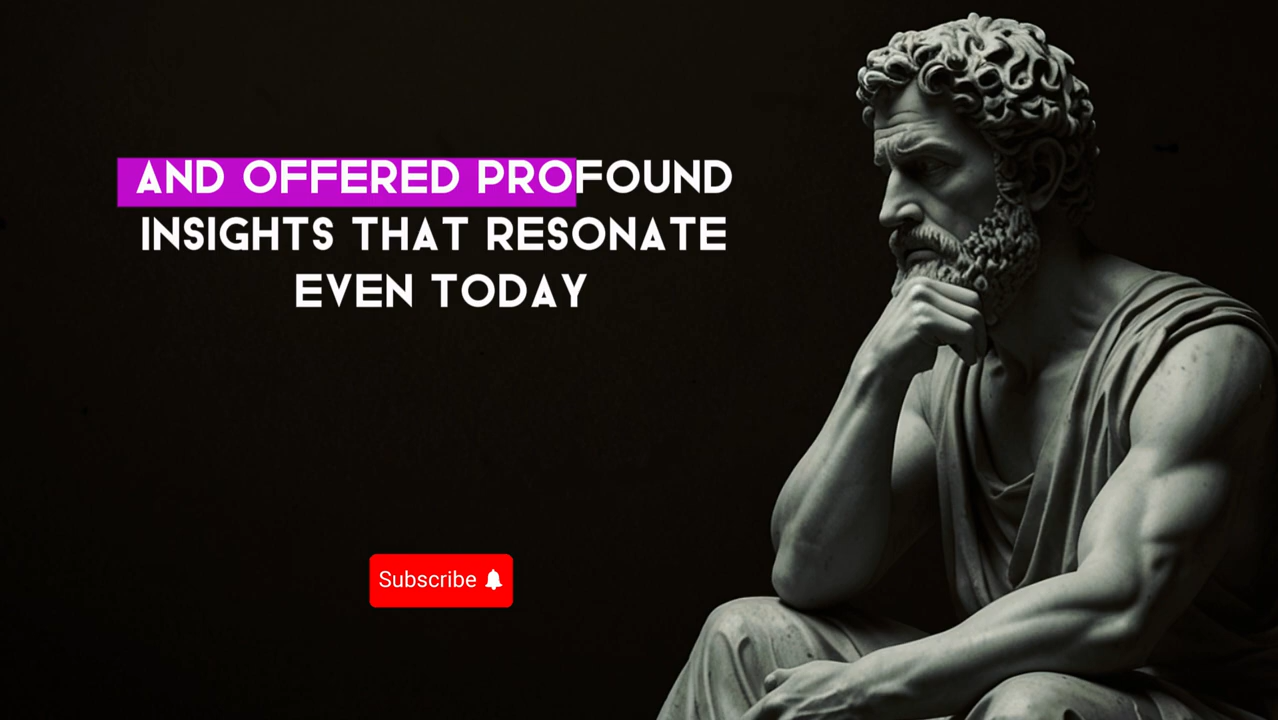 AND OFFERED PROFOUND
INSIGHTS THAT RESONATE
EVEN TODAY
Subscribe